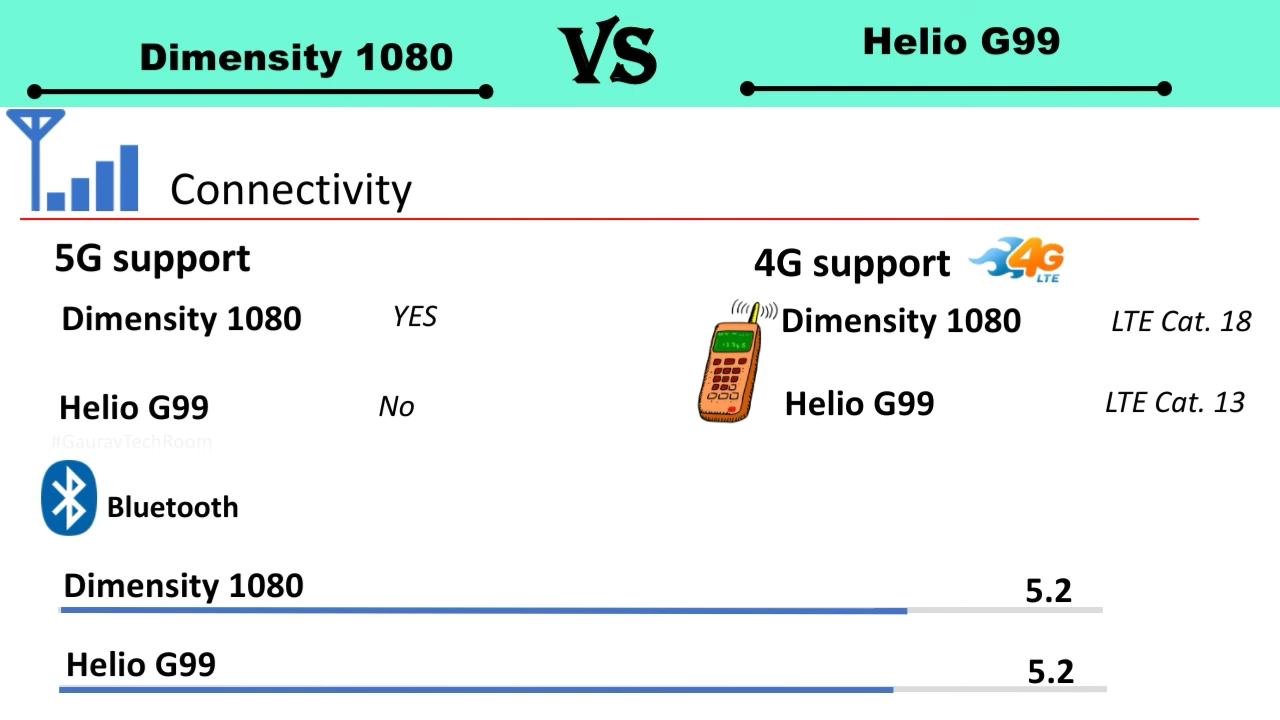 Dimensity 1080 VS Helio G99
Connectivity
5G support
Dimensity 1080 YES
Helio G99 No
#GauravTechRoom
4G support 4G LTE
Dimensity 1080 LTE Cat. 18
Helio G99 LTE Cat. 13
Bluetooth
Dimensity 1080 5.2
Helio G99 5.2